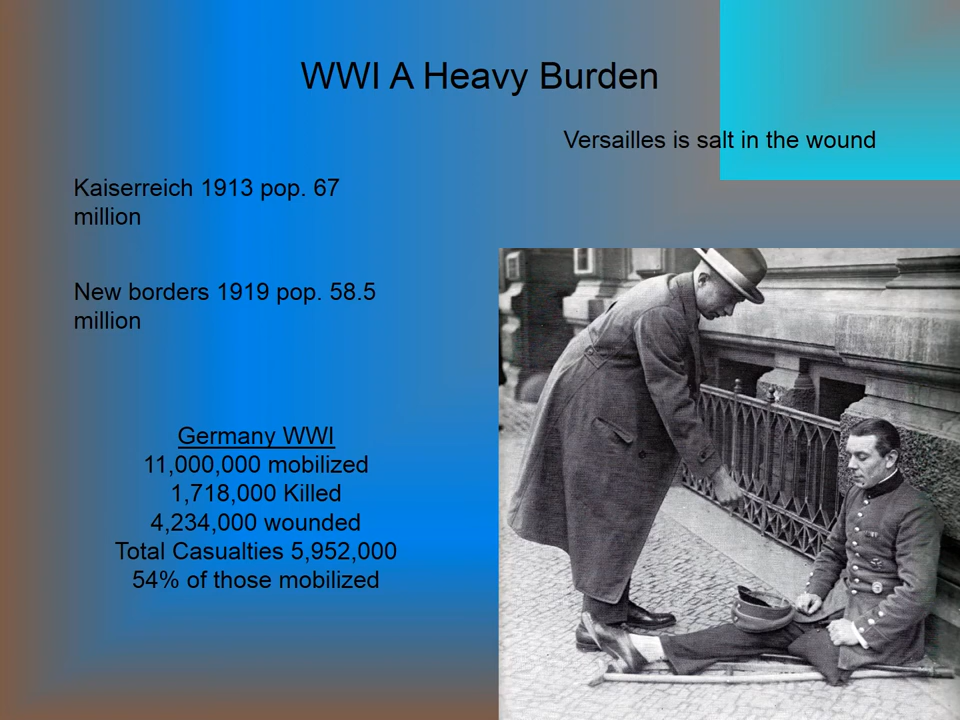 WWI A Heavy Burden
Versailles is salt in the wound
Kaiserreich 1913 pop. 67
million
New borders 1919 pop. 58.5
million
Germany WWI
11,000,000 mobilized
1,718,000 Killed
4,234,000 wounded
Total Casualties 5,952,000
54% of those mobilized